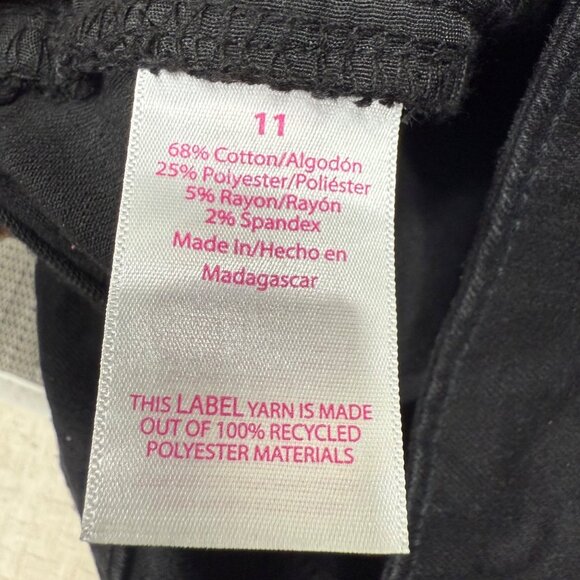 11
68% Cotton/Algodón
25% Polyester/Poliéster
5% Rayon/Rayón
2% Spandex
Made In/Hecho en
Madagascar
THIS LABEL YARN IS MADE
OUT OF 100% RECYCLED
POLYESTER MATERIALS